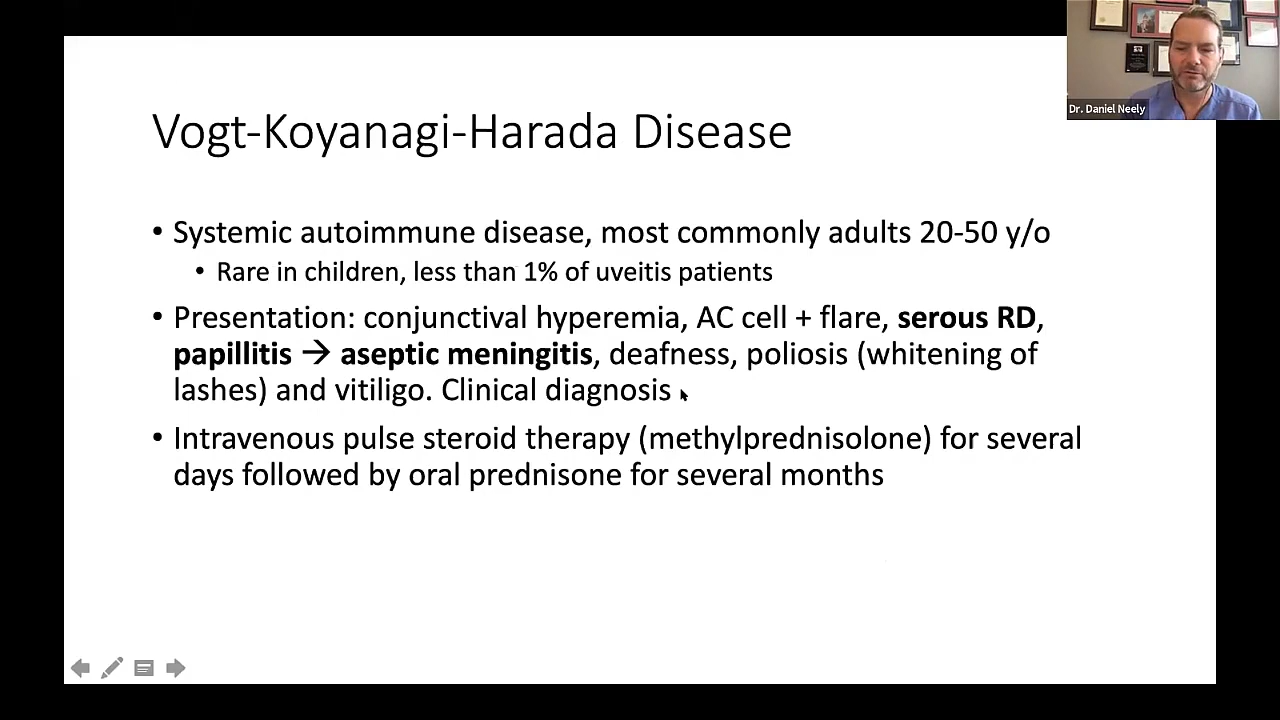 Dr. Daniel Neely
Vogt-Koyanagi-Harada Disease
• Systemic autoimmune disease, most commonly adults 20-50 y/o
• Rare in children, less than 1% of uveitis patients
• Presentation: conjunctival hyperemia, AC cell + flare, serous RD,
papillitis → aseptic meningitis, deafness, poliosis (whitening of
lashes) and vitiligo. Clinical diagnosis
• Intravenous pulse steroid therapy (methylprednisolone) for several
days followed by oral prednisone for several months